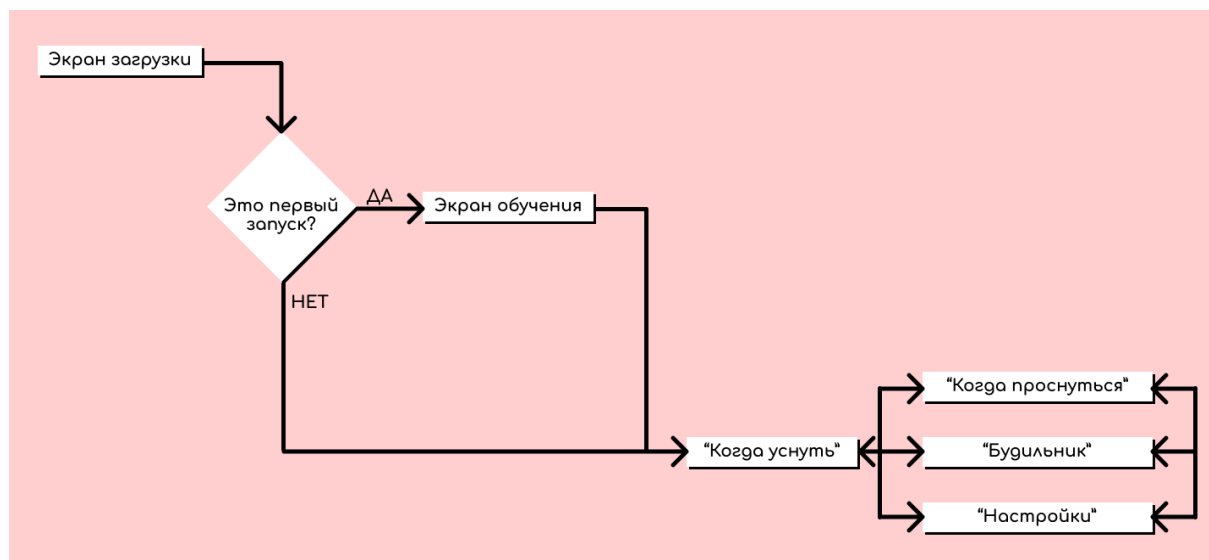 Экран загрузки
Это первый
запуск?
ДА
Экран обучения
НЕТ
“Когда проснуться”
“Когда уснуть”
“Будильник”
“Настройки”